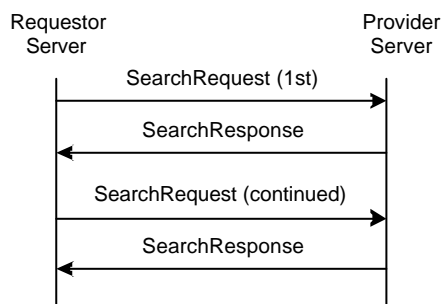 Requestor
Server
Provider
Server
SearchRequest (1st)
SearchResponse
SearchRequest (continued)
SearchResponse